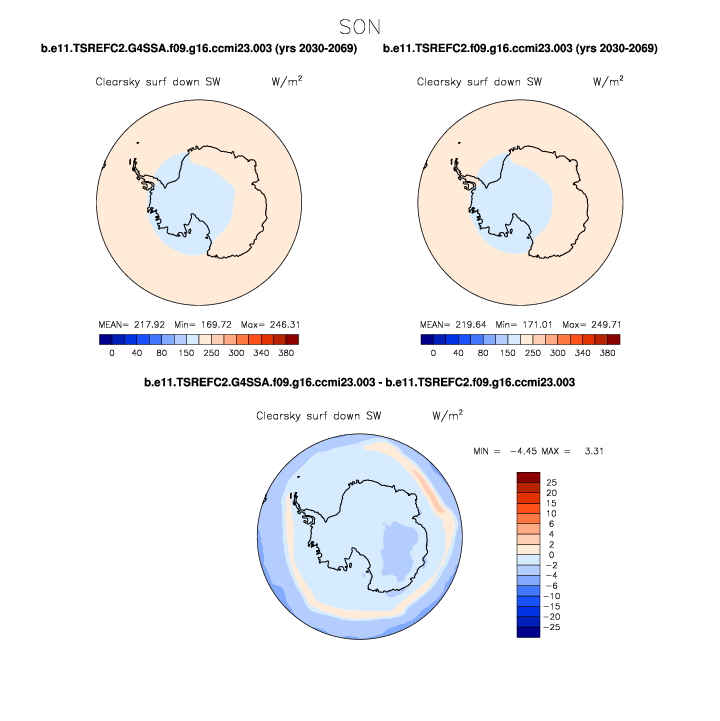 SON
b.e11.TSREFC2.G4SSA.f09.g16.ccmi23.003 (yrs 2030-2069)
b.e11.TSREFC2.f09.g16.ccmi23.003 (yrs 2030-2069)
Clearsky surf down SW W/m²
Clearsky surf down SW W/m²
MEAN= 217.92 Min= 169.72 Max= 246.31
MEAN= 219.64 Min= 171.01 Max= 249.71
0 40 80 150 250 300 340 380
0 40 80 150 250 300 340 380
b.e11.TSREFC2.G4SSA.f09.g16.ccmi23.003 - b.e11.TSREFC2.f09.g16.ccmi23.003
Clearsky surf down SW W/m²
MIN = -4.45 MAX = 3.31
25
20
15
10
6
4
2
0
-2
-4
-6
-10
-15
-20
-25